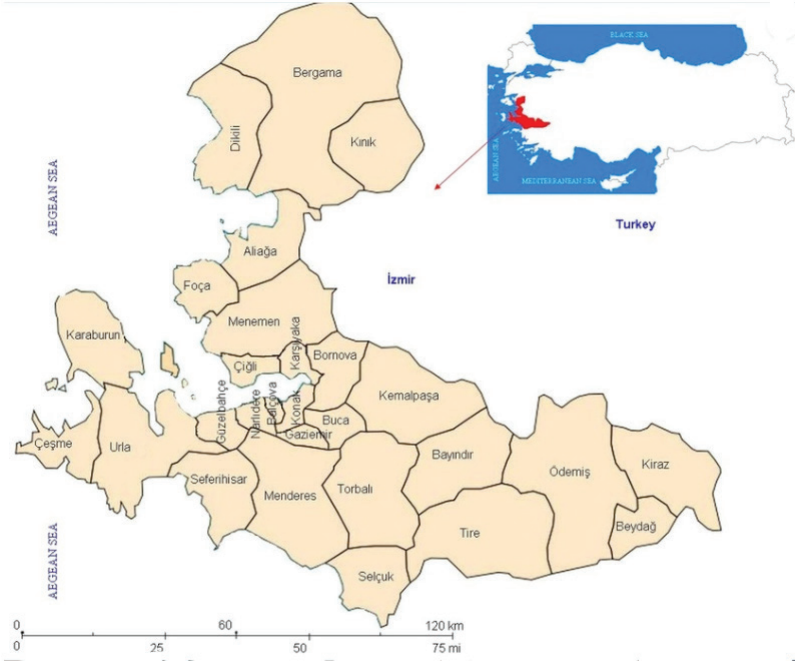 BLACK SEA
AEGEAN SEA
MEDITERRANEAN SEA
Turkey
İzmir
AEGEAN SEA
Bergama
Dikili
Kınık
Aliağa
Foça
Menemen
Karaburun
Çiğli
Karşıyaka
Bornova
Kemalpaşa
Güzelbahçe
Narlıdere
Balçova
Konak
Buca
Gaziemir
Çeşme
Urla
Seferihisar
Menderes
Torbalı
Bayındır
Ödemiş
Kiraz
Beydağ
Tire
Selçuk
AEGEAN SEA
0 60 120 km
0 25 50 75 mi